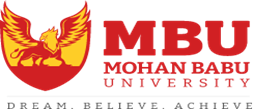 MBU
MOHAN BABU
UNIVERSITY
DREAM. BELIEVE. ACHIEVE